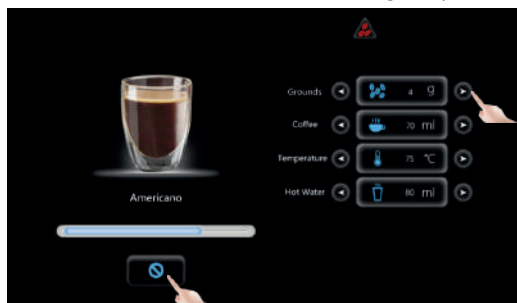 Grounds 4 g
Coffee 70 ml
Temperature 75 ℃
Hot Water 80 ml
Americano